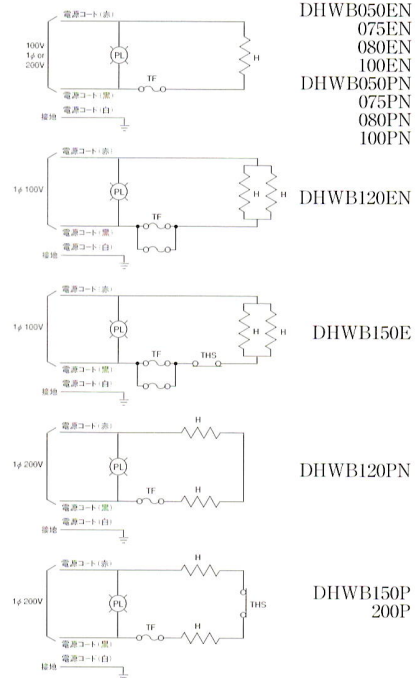 電源コード(赤)
100V
1φ or
200V
PL
H
TF
電源コード(黒)
電源コード(白)
接地
DHWB050EN
075EN
080EN
100EN
DHWB050PN
075PN
080PN
100PN
電源コード(赤)
1φ 100V
PL
H
H
TF
電源コード(黒)
電源コード(白)
接地
DHWB120EN
電源コード(赤)
1φ 100V
PL
H
H
TF
THS
電源コード(黒)
電源コード(白)
接地
DHWB150E
電源コード(赤)
H
1φ 200V
PL
TF
H
電源コード(黒)
電源コード(白)
接地
DHWB120PN
電源コード(赤)
H
1φ 200V
PL
THS
TF
H
電源コード(黒)
電源コード(白)
接地
DHWB150P
200P